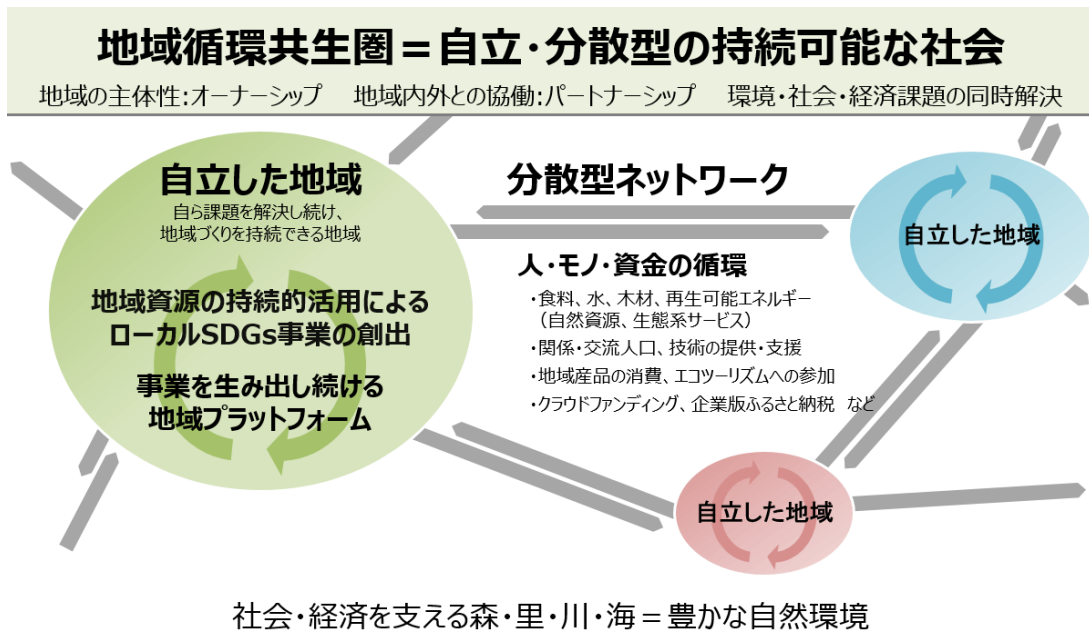 地域循環共生圏＝自立・分散型の持続可能な社会
地域の主体性：オーナーシップ　地域内外との協働：パートナーシップ　環境・社会・経済課題の同時解決
自立した地域
自ら課題を解決し続け、
地域づくりを持続できる地域
地域資源の持続的活用による
ローカルSDGs事業の創出
事業を生み出し続ける
地域プラットフォーム
分散型ネットワーク
人・モノ・資金の循環
・食料、水、木材、再生可能エネルギー
（自然資源、生態系サービス）
・関係・交流人口、技術の提供・支援
・地域産品の消費、エコツーリズムへの参加
・クラウドファンディング、企業版ふるさと納税　など
自立した地域
自立した地域
社会・経済を支える森・里・川・海＝豊かな自然環境